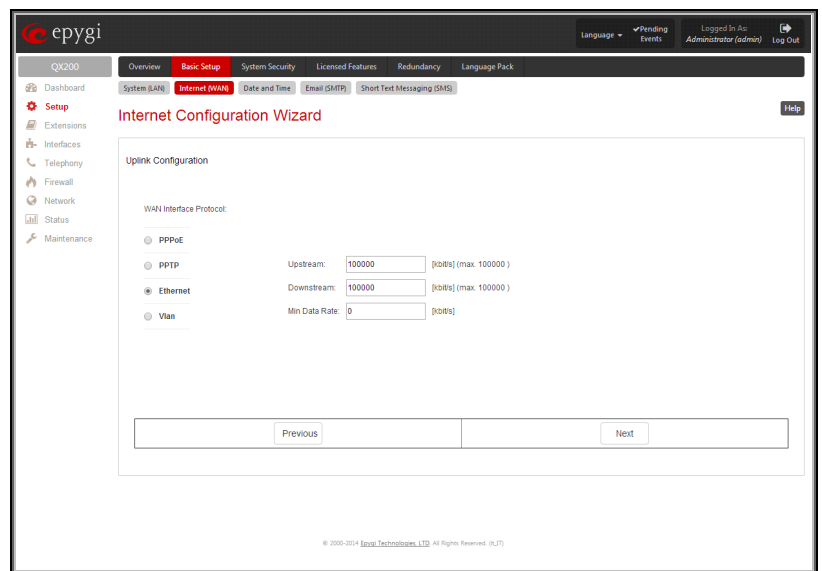 epygi
Language
✔Pending Events
Logged In As:
Administrator (admin)
Log Out
QX200
Overview Basic Setup System Security Licensed Features Redundancy Language Pack
Dashboard
Setup
Extensions
Interfaces
Telephony
Firewall
Network
Status
Maintenance
System (LAN) Internet (WAN) Date and Time Email (SMTP) Short Text Messaging (SMS)
Internet Configuration Wizard
Help
Uplink Configuration
WAN Interface Protocol:
PPPoE
PPTP
Ethernet
Vlan
Upstream: 100000 [kbit/s] (max. 100000 )
Downstream: 100000 [kbit/s] (max. 100000 )
Min Data Rate: 0 [kbit/s]
Previous Next
© 2000-2014 Epygi Technologies, LTD. All Rights Reserved.